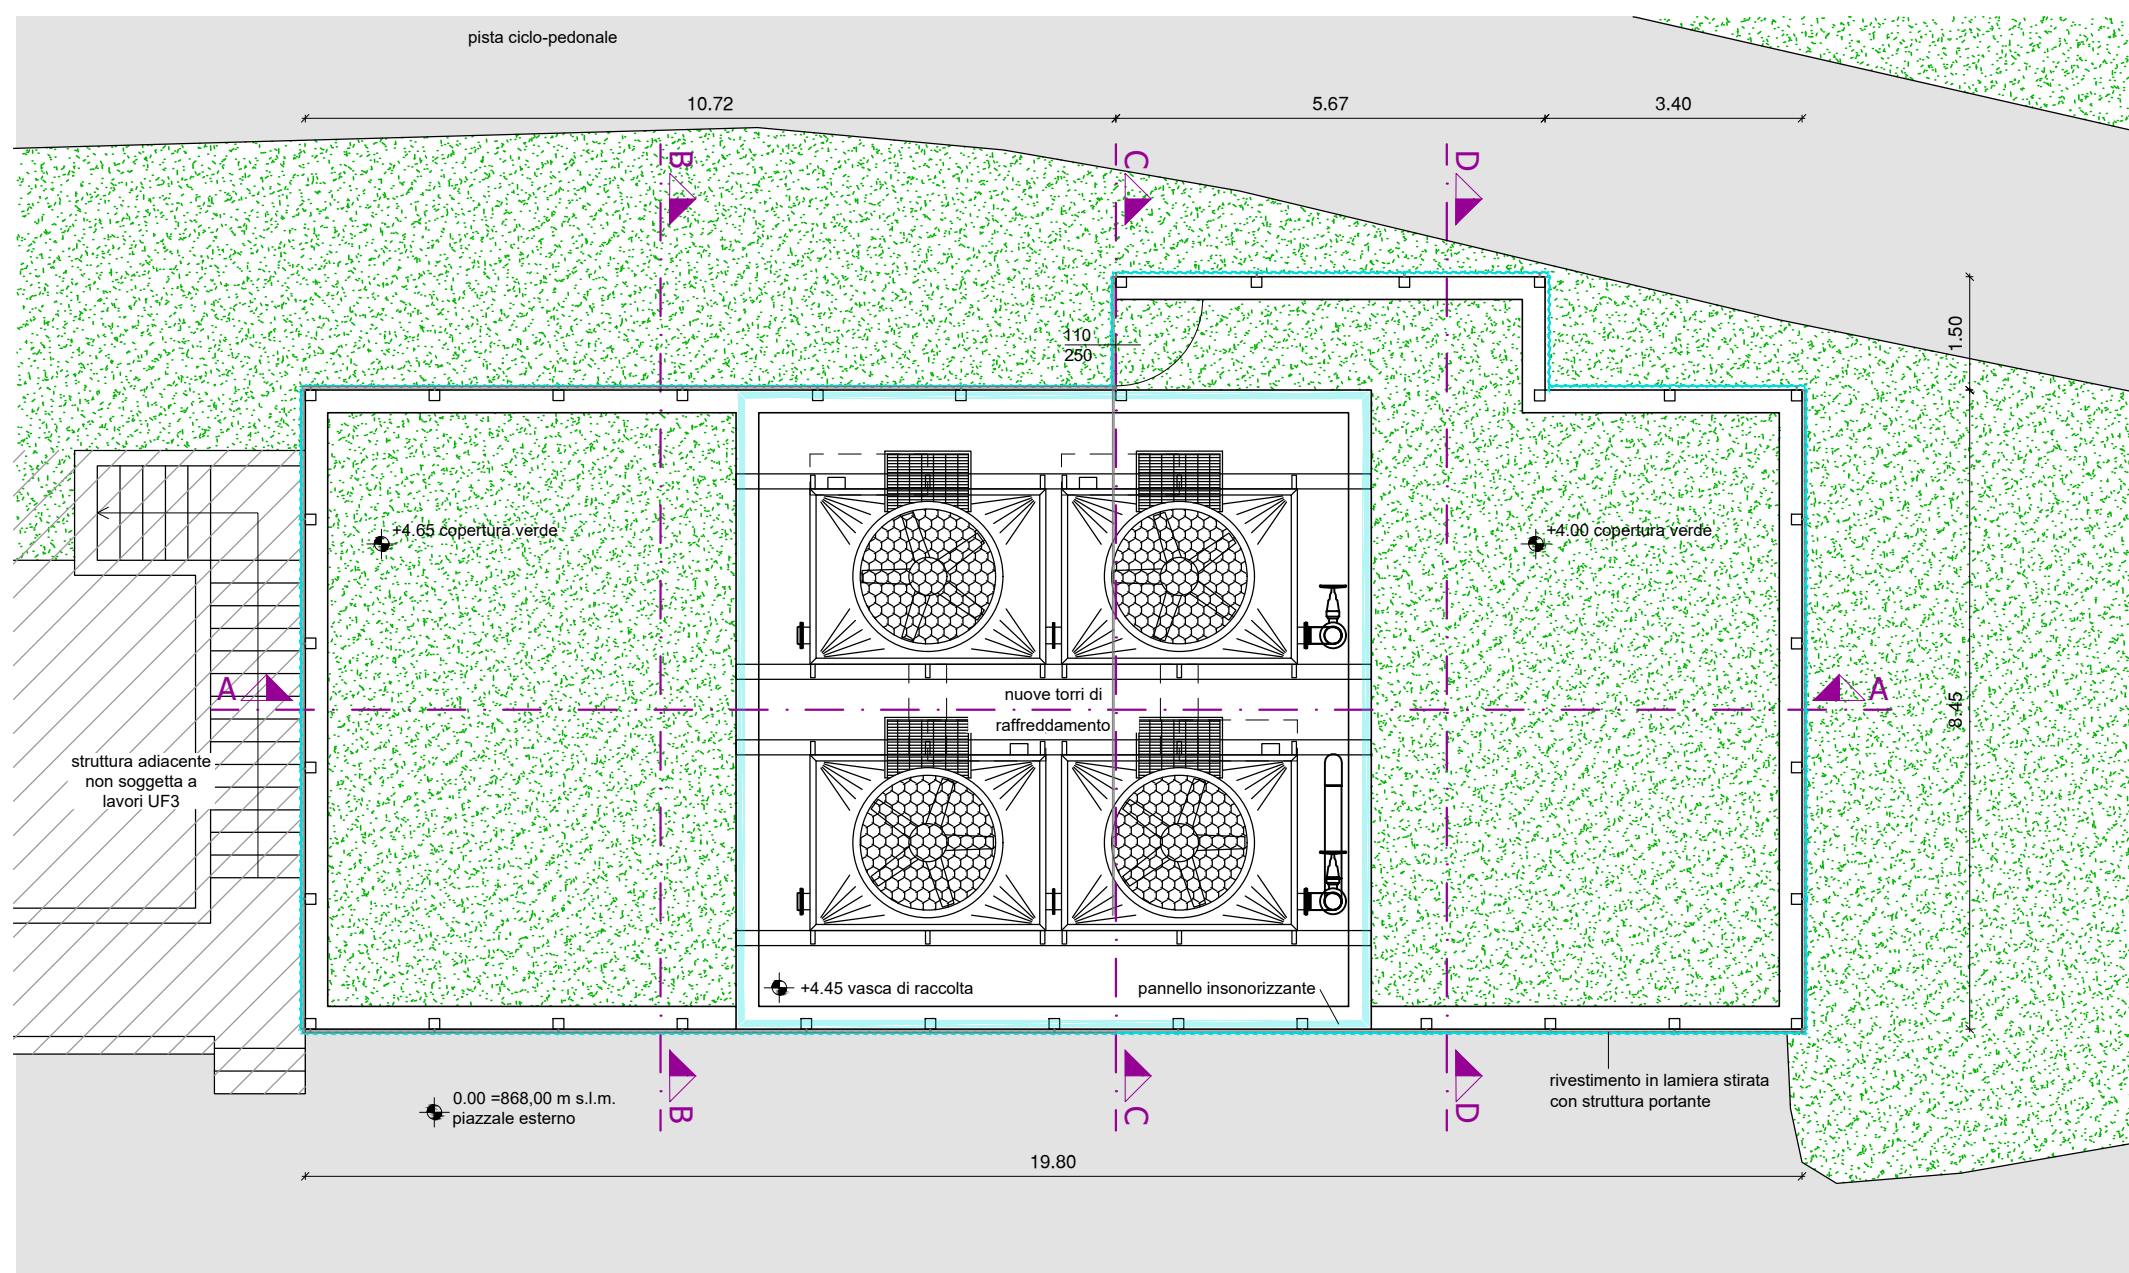 pista ciclo-pedonale
10.72
5.67
3.40
B
C
D
1.50
110
250
+4.65 copertura verde
+4.00 copertura verde
A
nuove torri di
raffreddamento
A
8.45
struttura adiacente
non soggetta a
lavori UF3
+4.45 vasca di raccolta
pannello insonorizzante
rivestimento in lamiera stirata
con struttura portante
0.00 =868,00 m s.l.m.
piazzale esterno
B
C
D
19.80